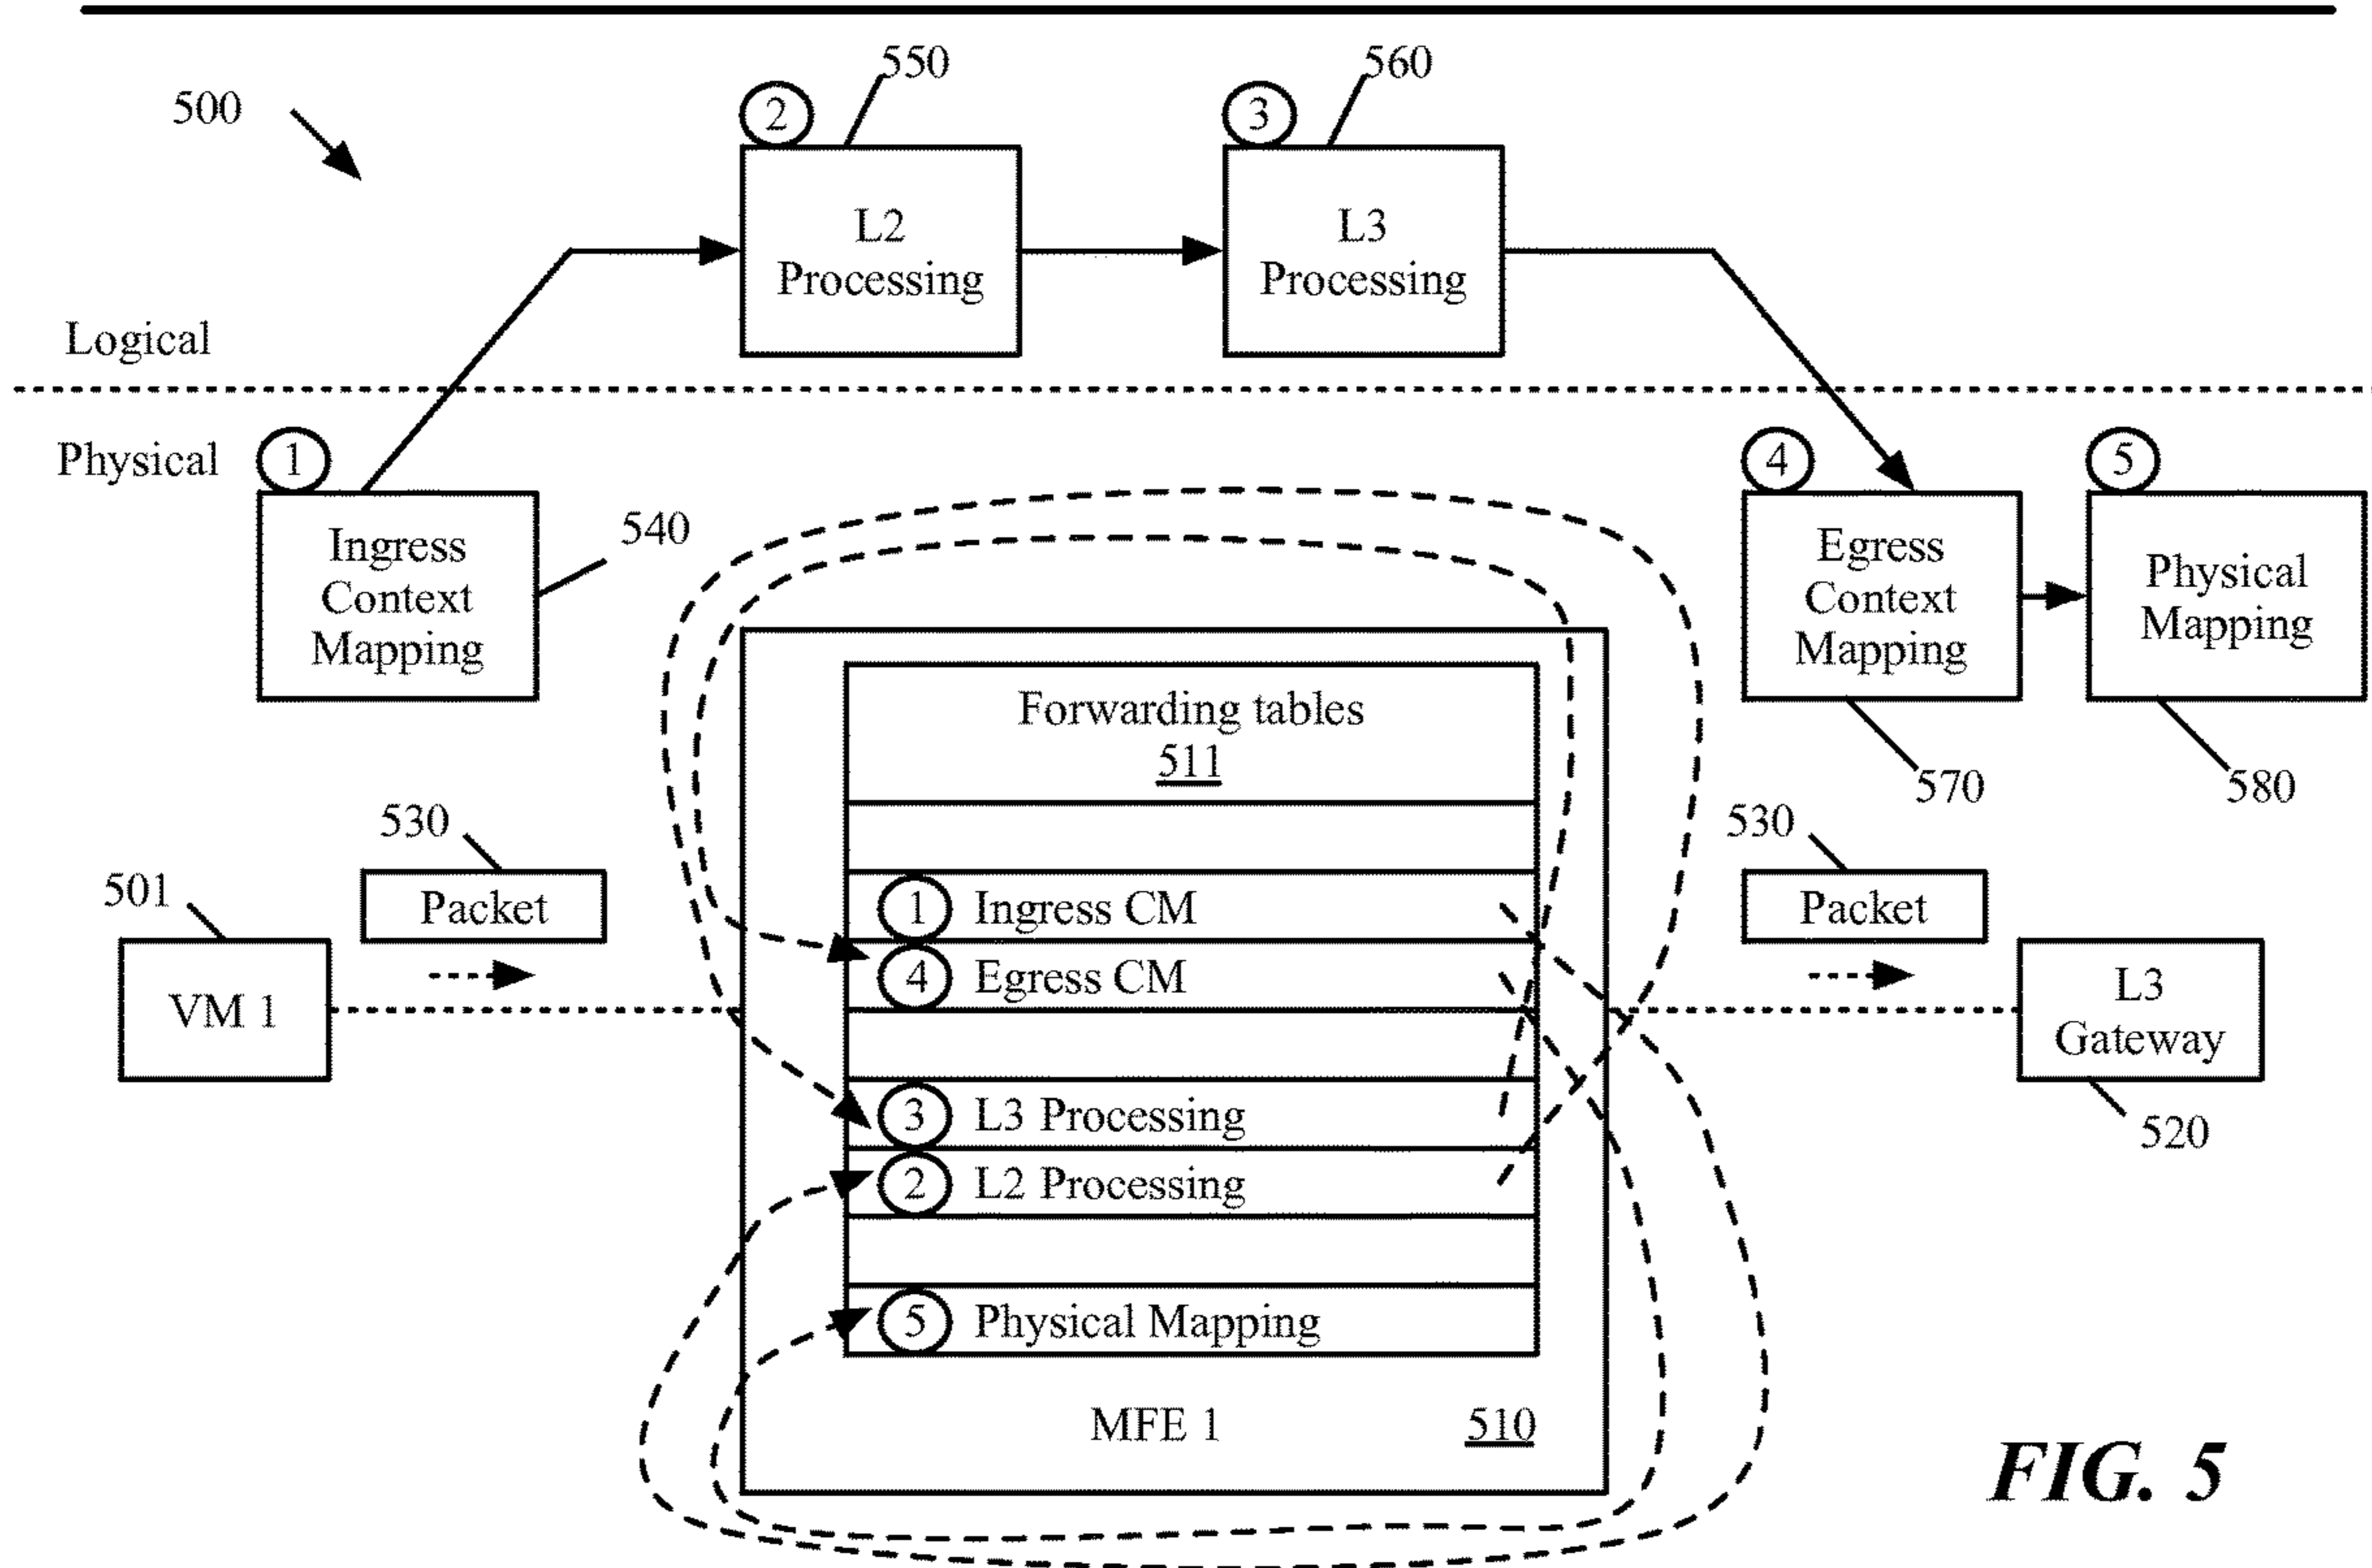 500
2
550
3
560
L2
Processing
L3
Processing
Logical
Physical
1
Ingress
Context
Mapping
540
4
Egress
Context
Mapping
570
5
Physical
Mapping
580
Forwarding tables
511
1 Ingress CM
4 Egress CM
3 L3 Processing
2 L2 Processing
5 Physical Mapping
MFE 1 510
501
VM 1
530
Packet
530
Packet
L3
Gateway
520
FIG. 5